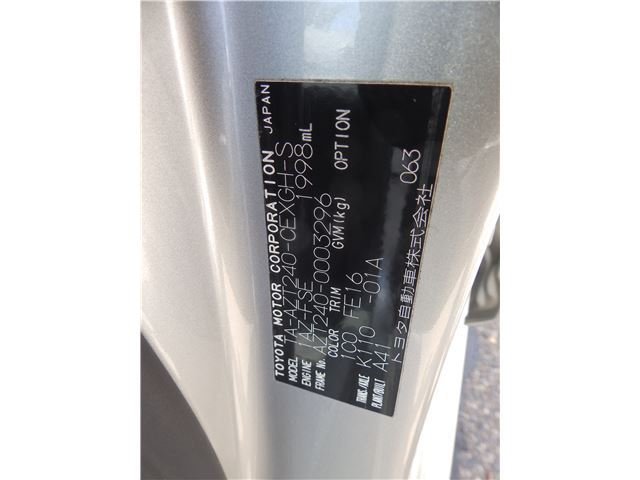 TOYOTA MOTOR CORPORATION JAPAN
MODEL TA-AZT240-CEXGH-S
ENGINE 1AZ-FSE 1998mL
FRAME No. AZT240-0003296
COLOR TRIM GVM(kg) OPTION
1C0 FE16
TRANS./AXLE K110 -01A
PLANT/BUILT A41
トヨタ自動車株式会社 063